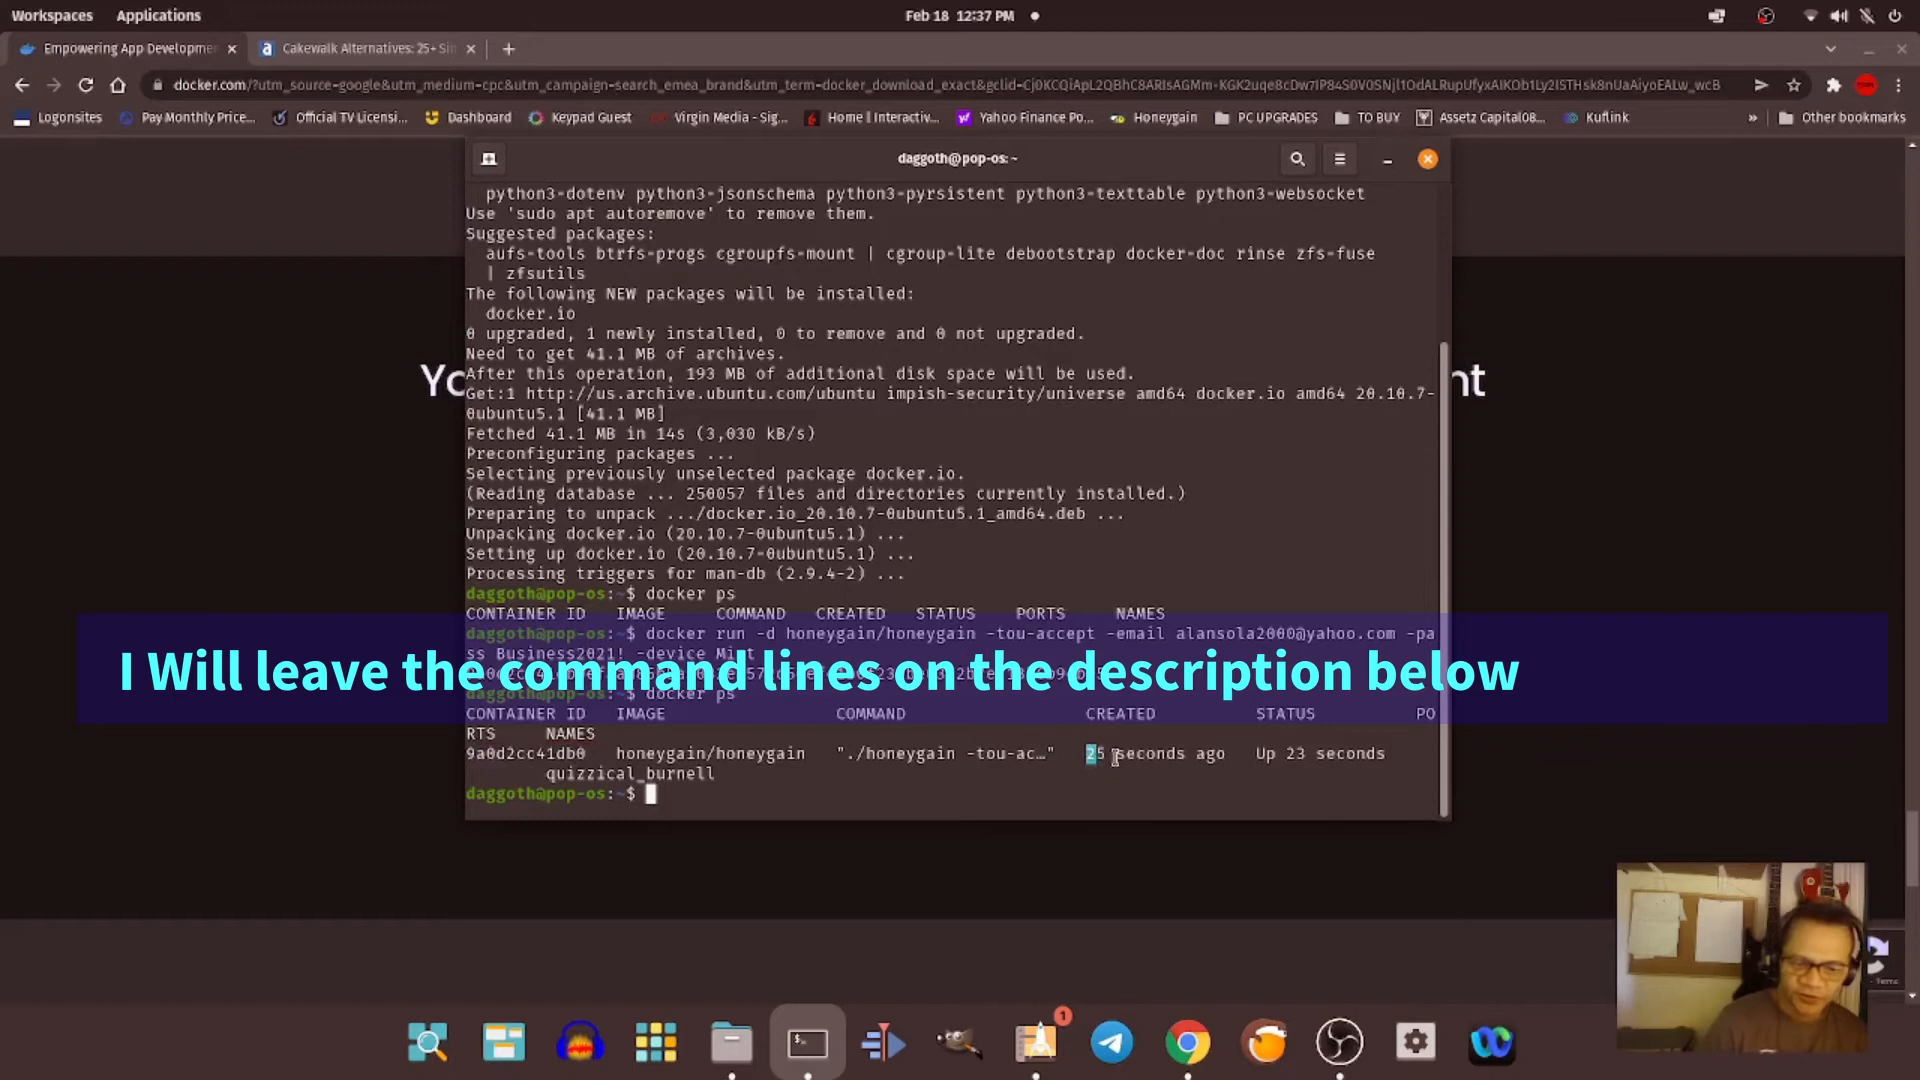 Workspaces Applications Feb 18 12:37 PM
Empowering App Developme Cakewalk Alternatives: 25+ Si
Logonsites Pay Monthly Price... Official TV Licensi... Dashboard Keypad Guest Virgin Media - Sig... Home | Interactiv... Yahoo Finance Po... Honeygain PC UPGRADES TO BUY Assetz Capital08... Kuflink » Other bookmarks
daggoth@pop-os: ~
python3-dotenv python3-jsonschema python3-pyrsistent python3-texttable python3-websocket
Use 'sudo apt autoremove' to remove them.
Suggested packages:
aufs-tools btrfs-progs cgroupfs-mount | cgroup-lite debootstrap docker-doc rinse zfs-fuse
| zfsutils
The following NEW packages will be installed:
docker.io
0 upgraded, 1 newly installed, 0 to remove and 0 not upgraded.
Need to get 41.1 MB of archives.
After this operation, 193 MB of additional disk space will be used.
Get:1 http://us.archive.ubuntu.com/ubuntu impish-security/universe amd64 docker.io amd64 20.10.7-
0ubuntu5.1 [41.1 MB]
Fetched 41.1 MB in 14s (3,030 kB/s)
Preconfiguring packages ...
Selecting previously unselected package docker.io.
(Reading database ... 250057 files and directories currently installed.)
Preparing to unpack .../docker.io_20.10.7-0ubuntu5.1_amd64.deb ...
Unpacking docker.io (20.10.7-0ubuntu5.1) ...
Setting up docker.io (20.10.7-0ubuntu5.1) ...
Processing triggers for man-db (2.9.4-2) ...
daggoth@pop-os:~$ docker ps
CONTAINER ID IMAGE COMMAND CREATED STATUS PORTS NAMES
daggoth@pop-os:~$ docker run -d honeygain/honeygain -tou-accept -email alansola2000@yahoo.com -pa
ss Business2021! -device Mint
I Will leave the command lines on the description below
daggoth@pop-os:~$ docker ps
CONTAINER ID IMAGE COMMAND CREATED STATUS PO
RTS NAMES
9a0d2cc41db0 honeygain/honeygain "./honeygain -tou-ac…" 25 seconds ago Up 23 seconds
quizzical_burnell
daggoth@pop-os:~$
1